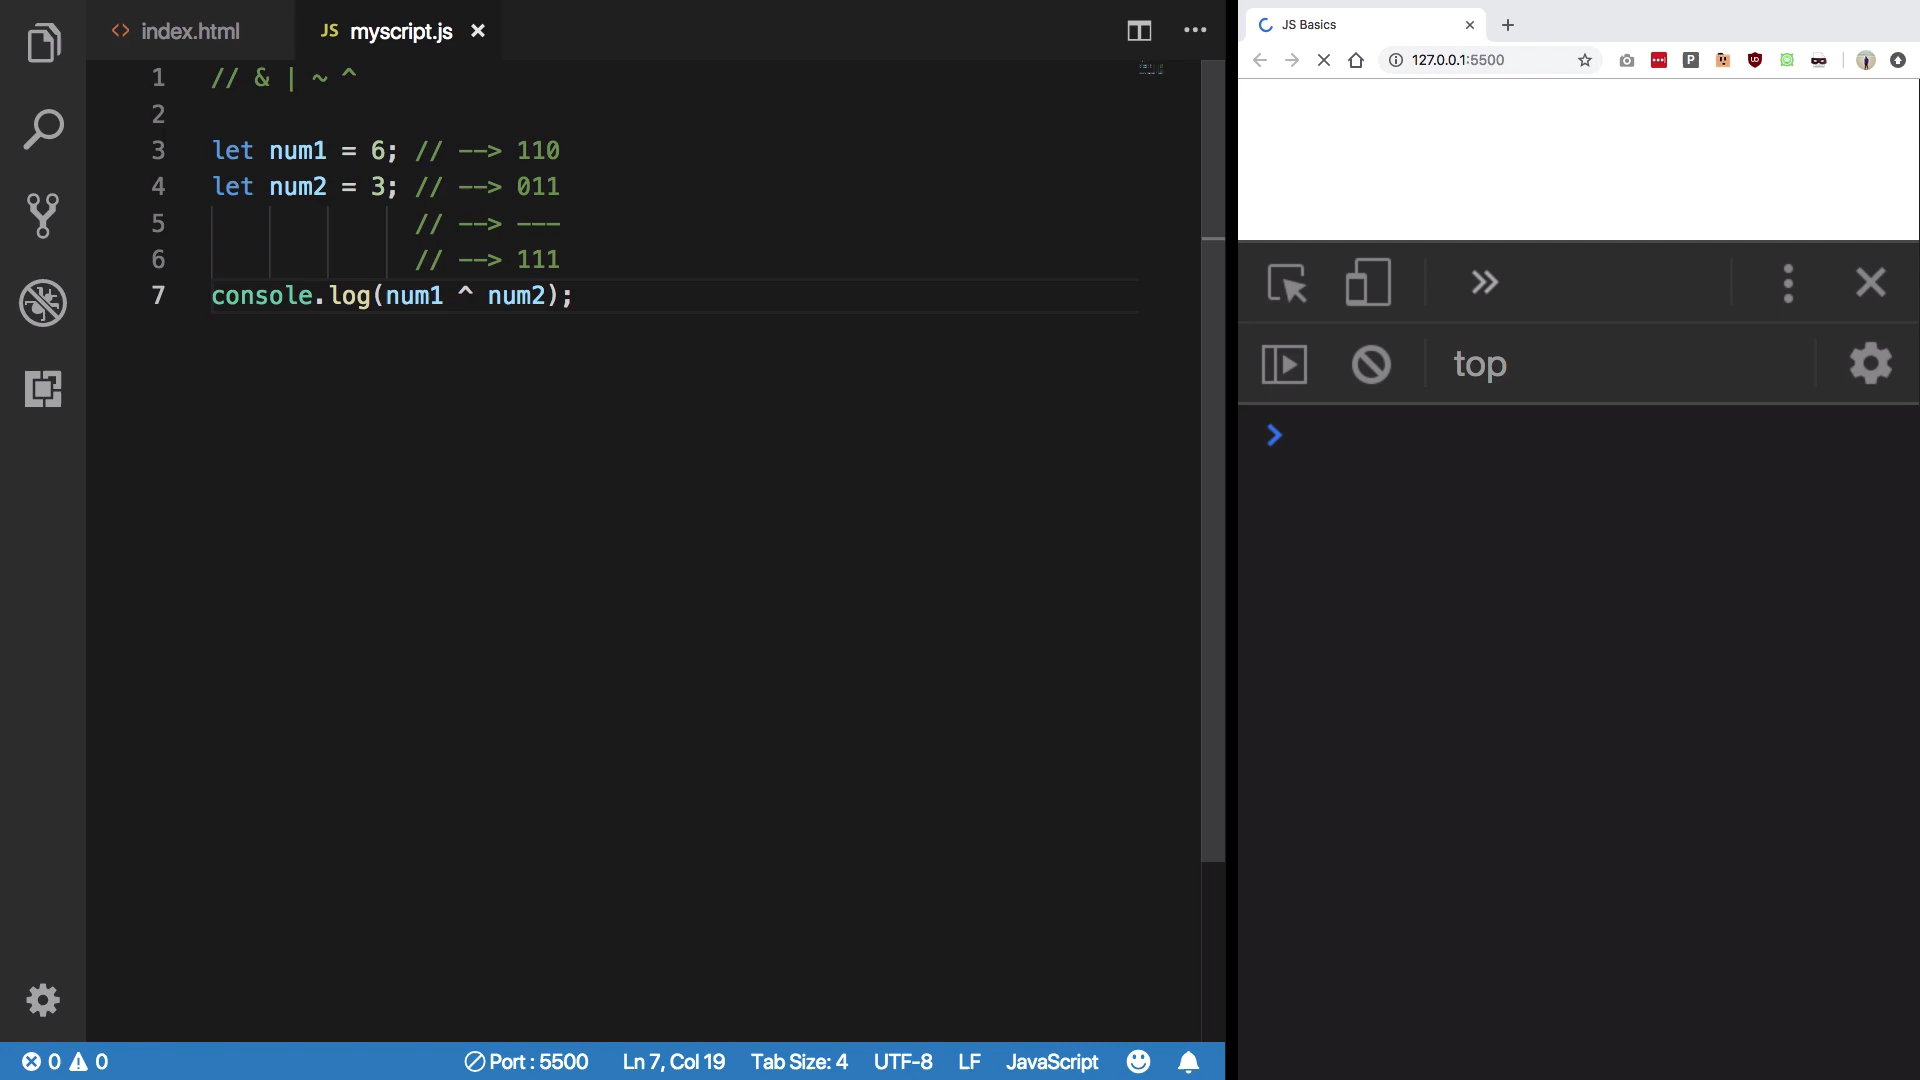 index.html
JS myscript.js
1 // & | ~ ^
2
3 let num1 = 6; // --> 110
4 let num2 = 3; // --> 011
5 // --> ---
6 // --> 111
7 console.log(num1 ^ num2);
0 0
Port : 5500 Ln 7, Col 19 Tab Size: 4 UTF-8 LF JavaScript
JS Basics
127.0.0.1:5500
P
top